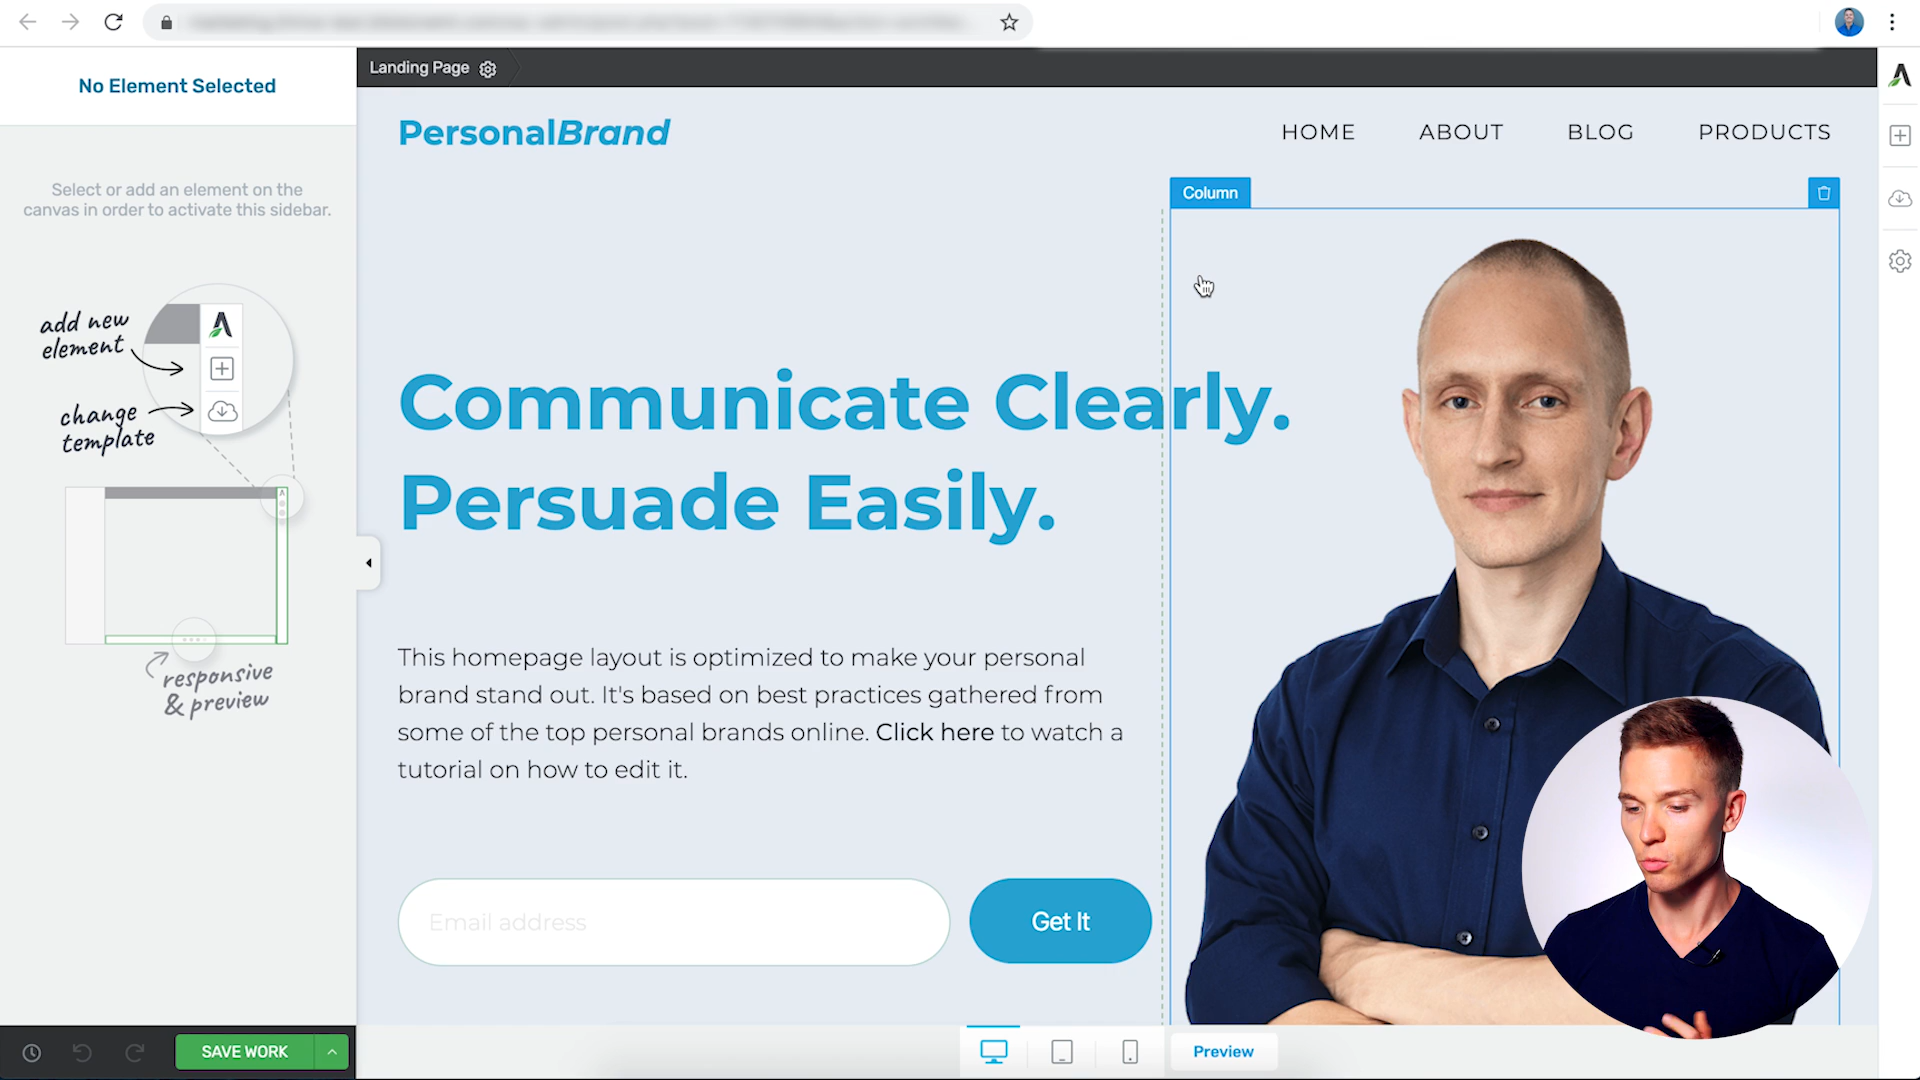 No Element Selected
Select or add an element on the
canvas in order to activate this sidebar.
add new
element
change
template
responsive
& preview
SAVE WORK
Landing Page
PersonalBrand
HOME ABOUT BLOG PRODUCTS
Column
Communicate Clearly.
Persuade Easily.
This homepage layout is optimized to make your personal
brand stand out. It's based on best practices gathered from
some of the top personal brands online. Click here to watch a
tutorial on how to edit it.
Email address
Get It
Preview